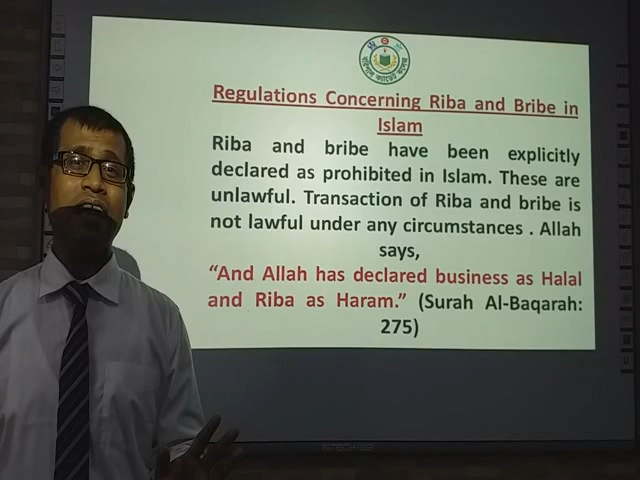 Regulations Concerning Riba and Bribe in
Islam
Riba and bribe have been explicitly
declared as prohibited in Islam. These are
unlawful. Transaction of Riba and bribe is
not lawful under any circumstances . Allah
says,
“And Allah has declared business as Halal
and Riba as Haram.” (Surah Al-Baqarah:
275)